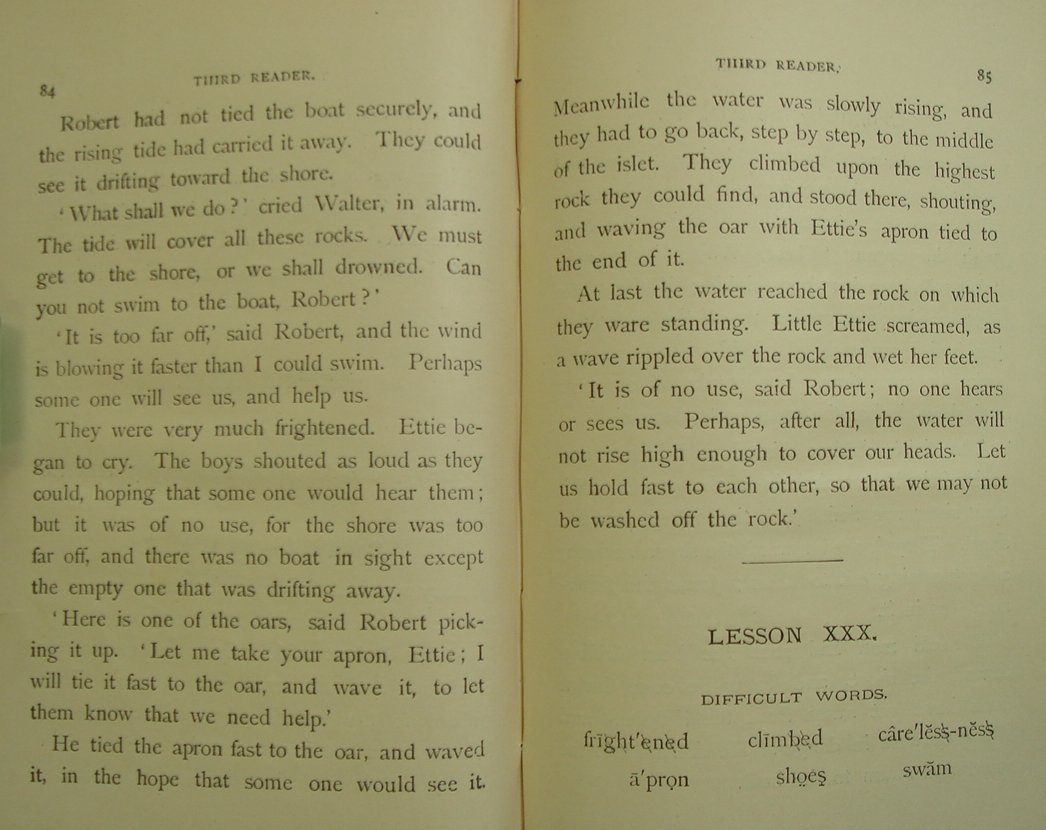 84
THIRD READER.
Robert had not tied the boat securely, and
the rising tide had carried it away. They could
see it drifting toward the shore.
‘What shall we do?’ cried Walter, in alarm.
The tide will cover all these rocks. We must
get to the shore, or we shall drowned. Can
you not swim to the boat, Robert?’
‘It is too far off,’ said Robert, and the wind
is blowing it faster than I could swim. Perhaps
some one will see us, and help us.
They were very much frightened. Ettie be-
gan to cry. The boys shouted as loud as they
could, hoping that some one would hear them;
but it was of no use, for the shore was too
far off, and there was no boat in sight except
the empty one that was drifting away.
‘Here is one of the oars, said Robert pick-
ing it up. ‘Let me take your apron, Ettie; I
will tie it fast to the oar, and wave it, to let
them know that we need help.’
He tied the apron fast to the oar, and waved
it, in the hope that some one would see it.
THIRD READER.
85
Meanwhile the water was slowly rising, and
they had to go back, step by step, to the middle
of the islet. They climbed upon the highest
rock they could find, and stood there, shouting,
and waving the oar with Ettie’s apron tied to
the end of it.
At last the water reached the rock on which
they ware standing. Little Ettie screamed, as
a wave rippled over the rock and wet her feet.
‘It is of no use, said Robert; no one hears
or sees us. Perhaps, after all, the water will
not rise high enough to cover our heads. Let
us hold fast to each other, so that we may not
be washed off the rock.’
LESSON XXX.
DIFFICULT WORDS.
frīght′ened climbed câre′lĕss-nĕss
ā′pron shoes swăm